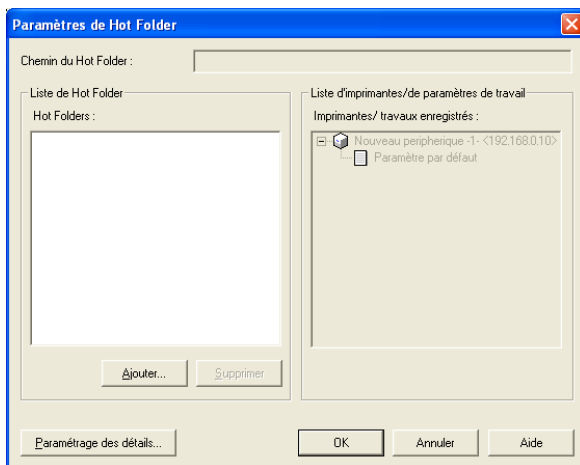 Paramètres de Hot Folder
Chemin du Hot Folder :
Liste de Hot Folder
Hot Folders :
Ajouter...
Supprimer
Liste d'imprimantes/de paramètres de travail
Imprimantes/ travaux enregistrés :
Nouveau peripherique -1- <192.168.0.10>
Paramètre par défaut
Paramétrage des détails...
OK
Annuler
Aide